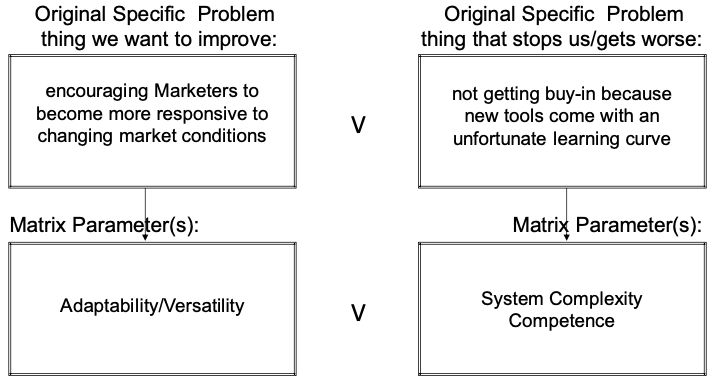 Original Specific  Problem
thing we want to improve:
encouraging Marketers to
become more responsive to
changing market conditions
V
Original Specific  Problem
thing that stops us/gets worse:
not getting buy-in because
new tools come with an
unfortunate learning curve
Matrix Parameter(s):
Adaptability/Versatility
V
Matrix Parameter(s):
System Complexity
Competence